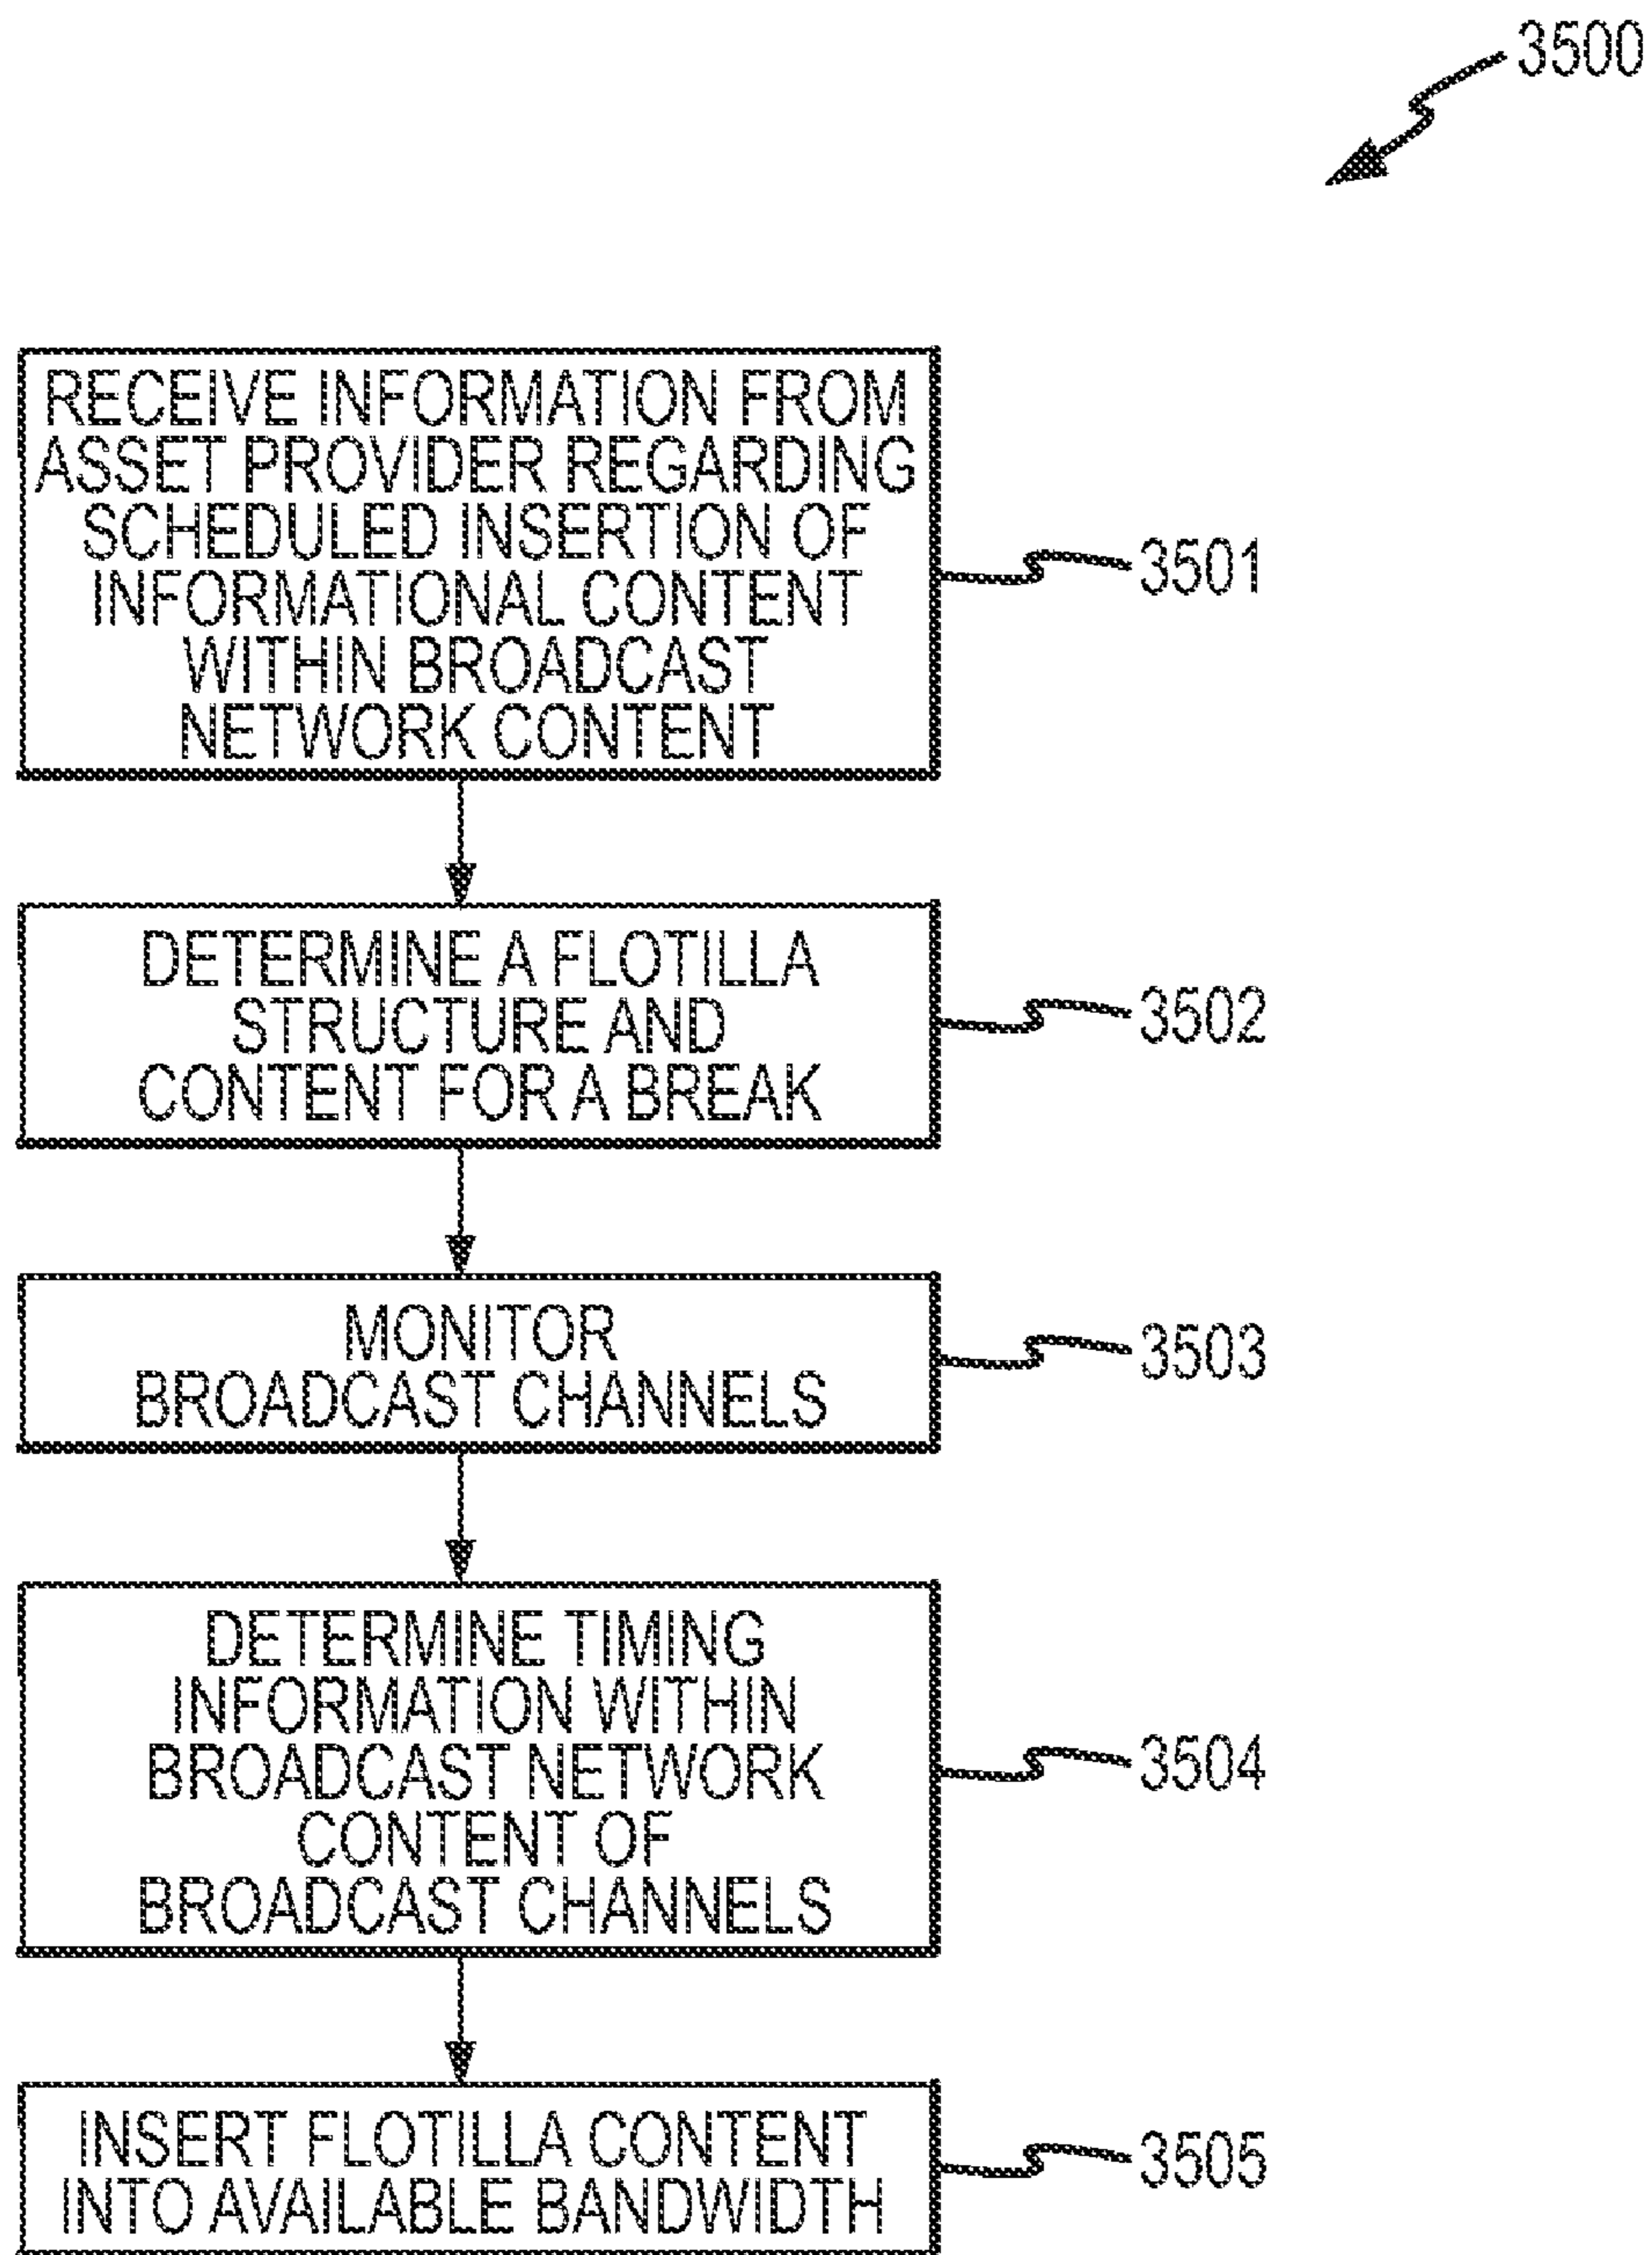 3500
RECEIVE INFORMATION FROM
ASSET PROVIDER REGARDING
SCHEDULED INSERTION OF
INFORMATIONAL CONTENT
WITHIN BROADCAST
NETWORK CONTENT
3501
DETERMINE A FLOTILLA
STRUCTURE AND
CONTENT FOR A BREAK
3502
MONITOR
BROADCAST CHANNELS
3503
DETERMINE TIMING
INFORMATION WITHIN
BROADCAST NETWORK
CONTENT OF
BROADCAST CHANNELS
3504
INSERT FLOTILLA CONTENT
INTO AVAILABLE BANDWIDTH
3505